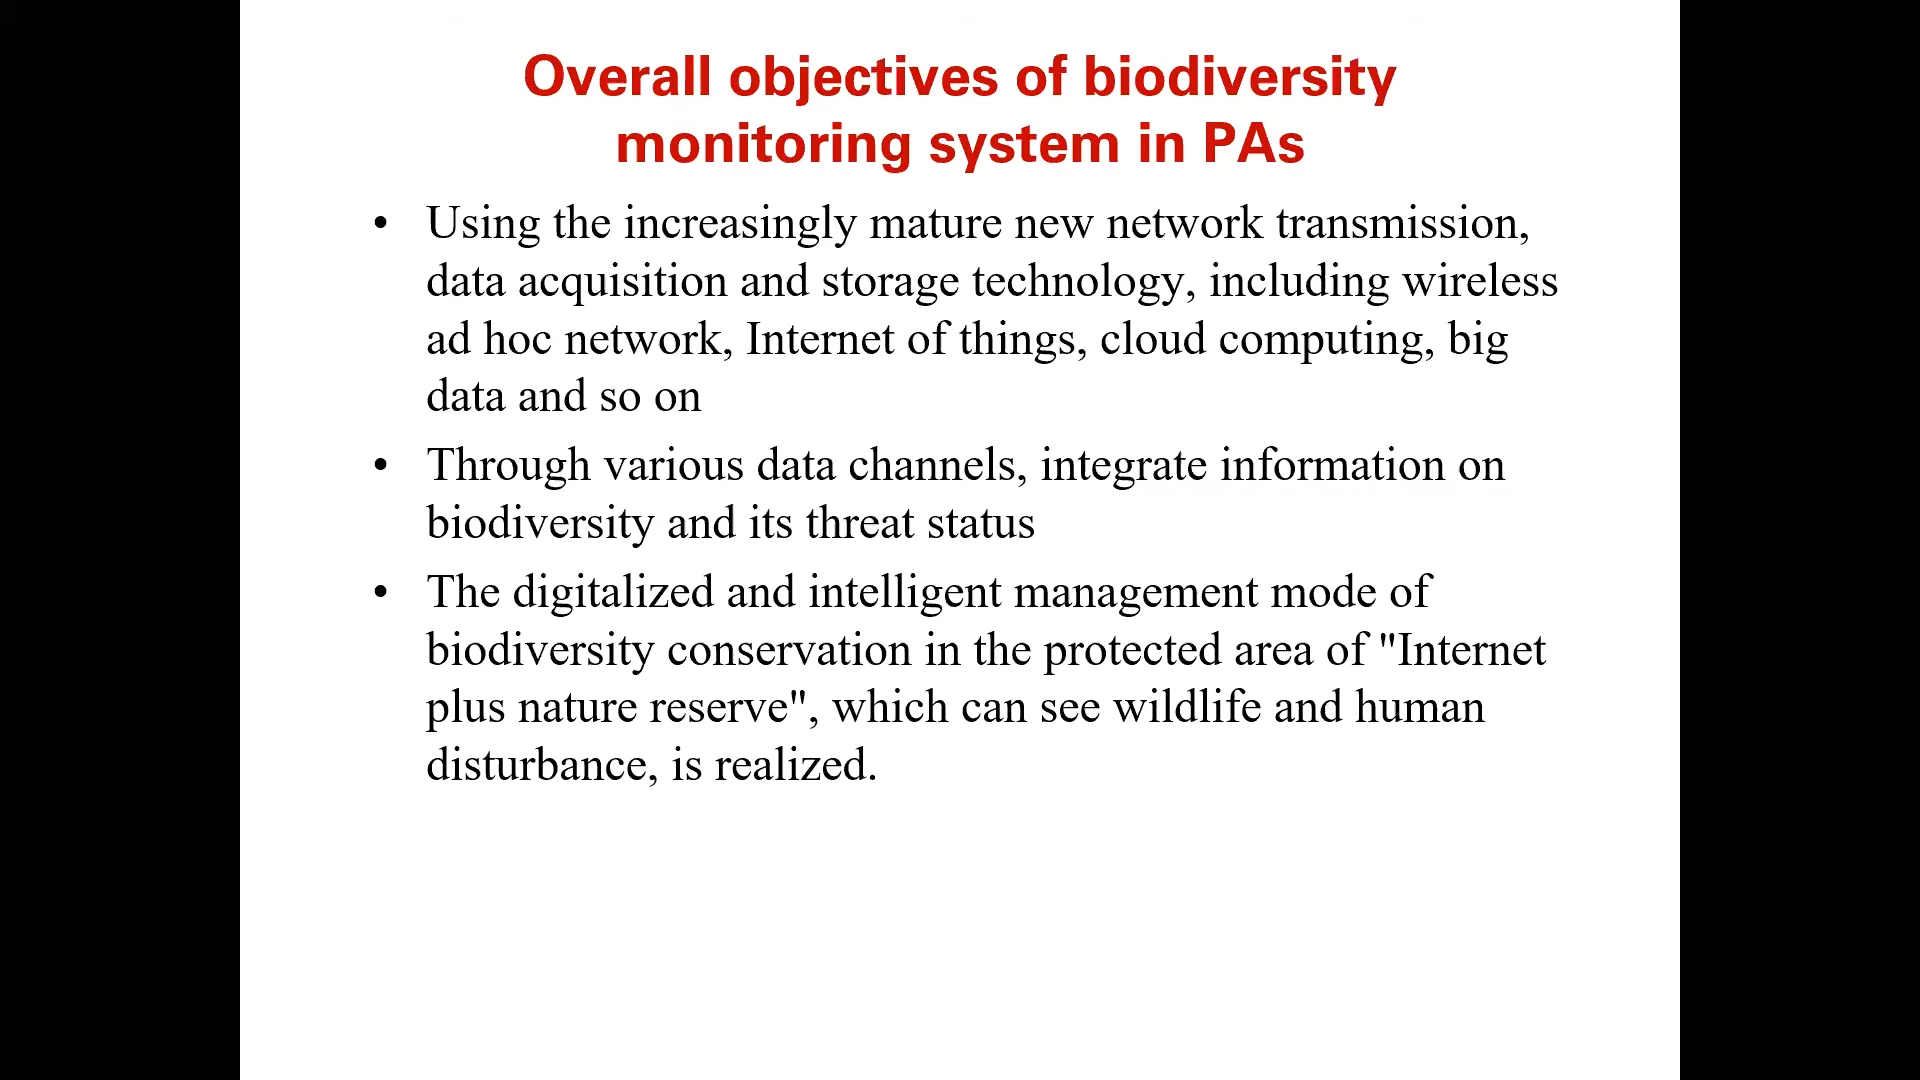 Overall objectives of biodiversity
monitoring system in PAs
• Using the increasingly mature new network transmission,
data acquisition and storage technology, including wireless
ad hoc network, Internet of things, cloud computing, big
data and so on
• Through various data channels, integrate information on
biodiversity and its threat status
• The digitalized and intelligent management mode of
biodiversity conservation in the protected area of "Internet
plus nature reserve", which can see wildlife and human
disturbance, is realized.